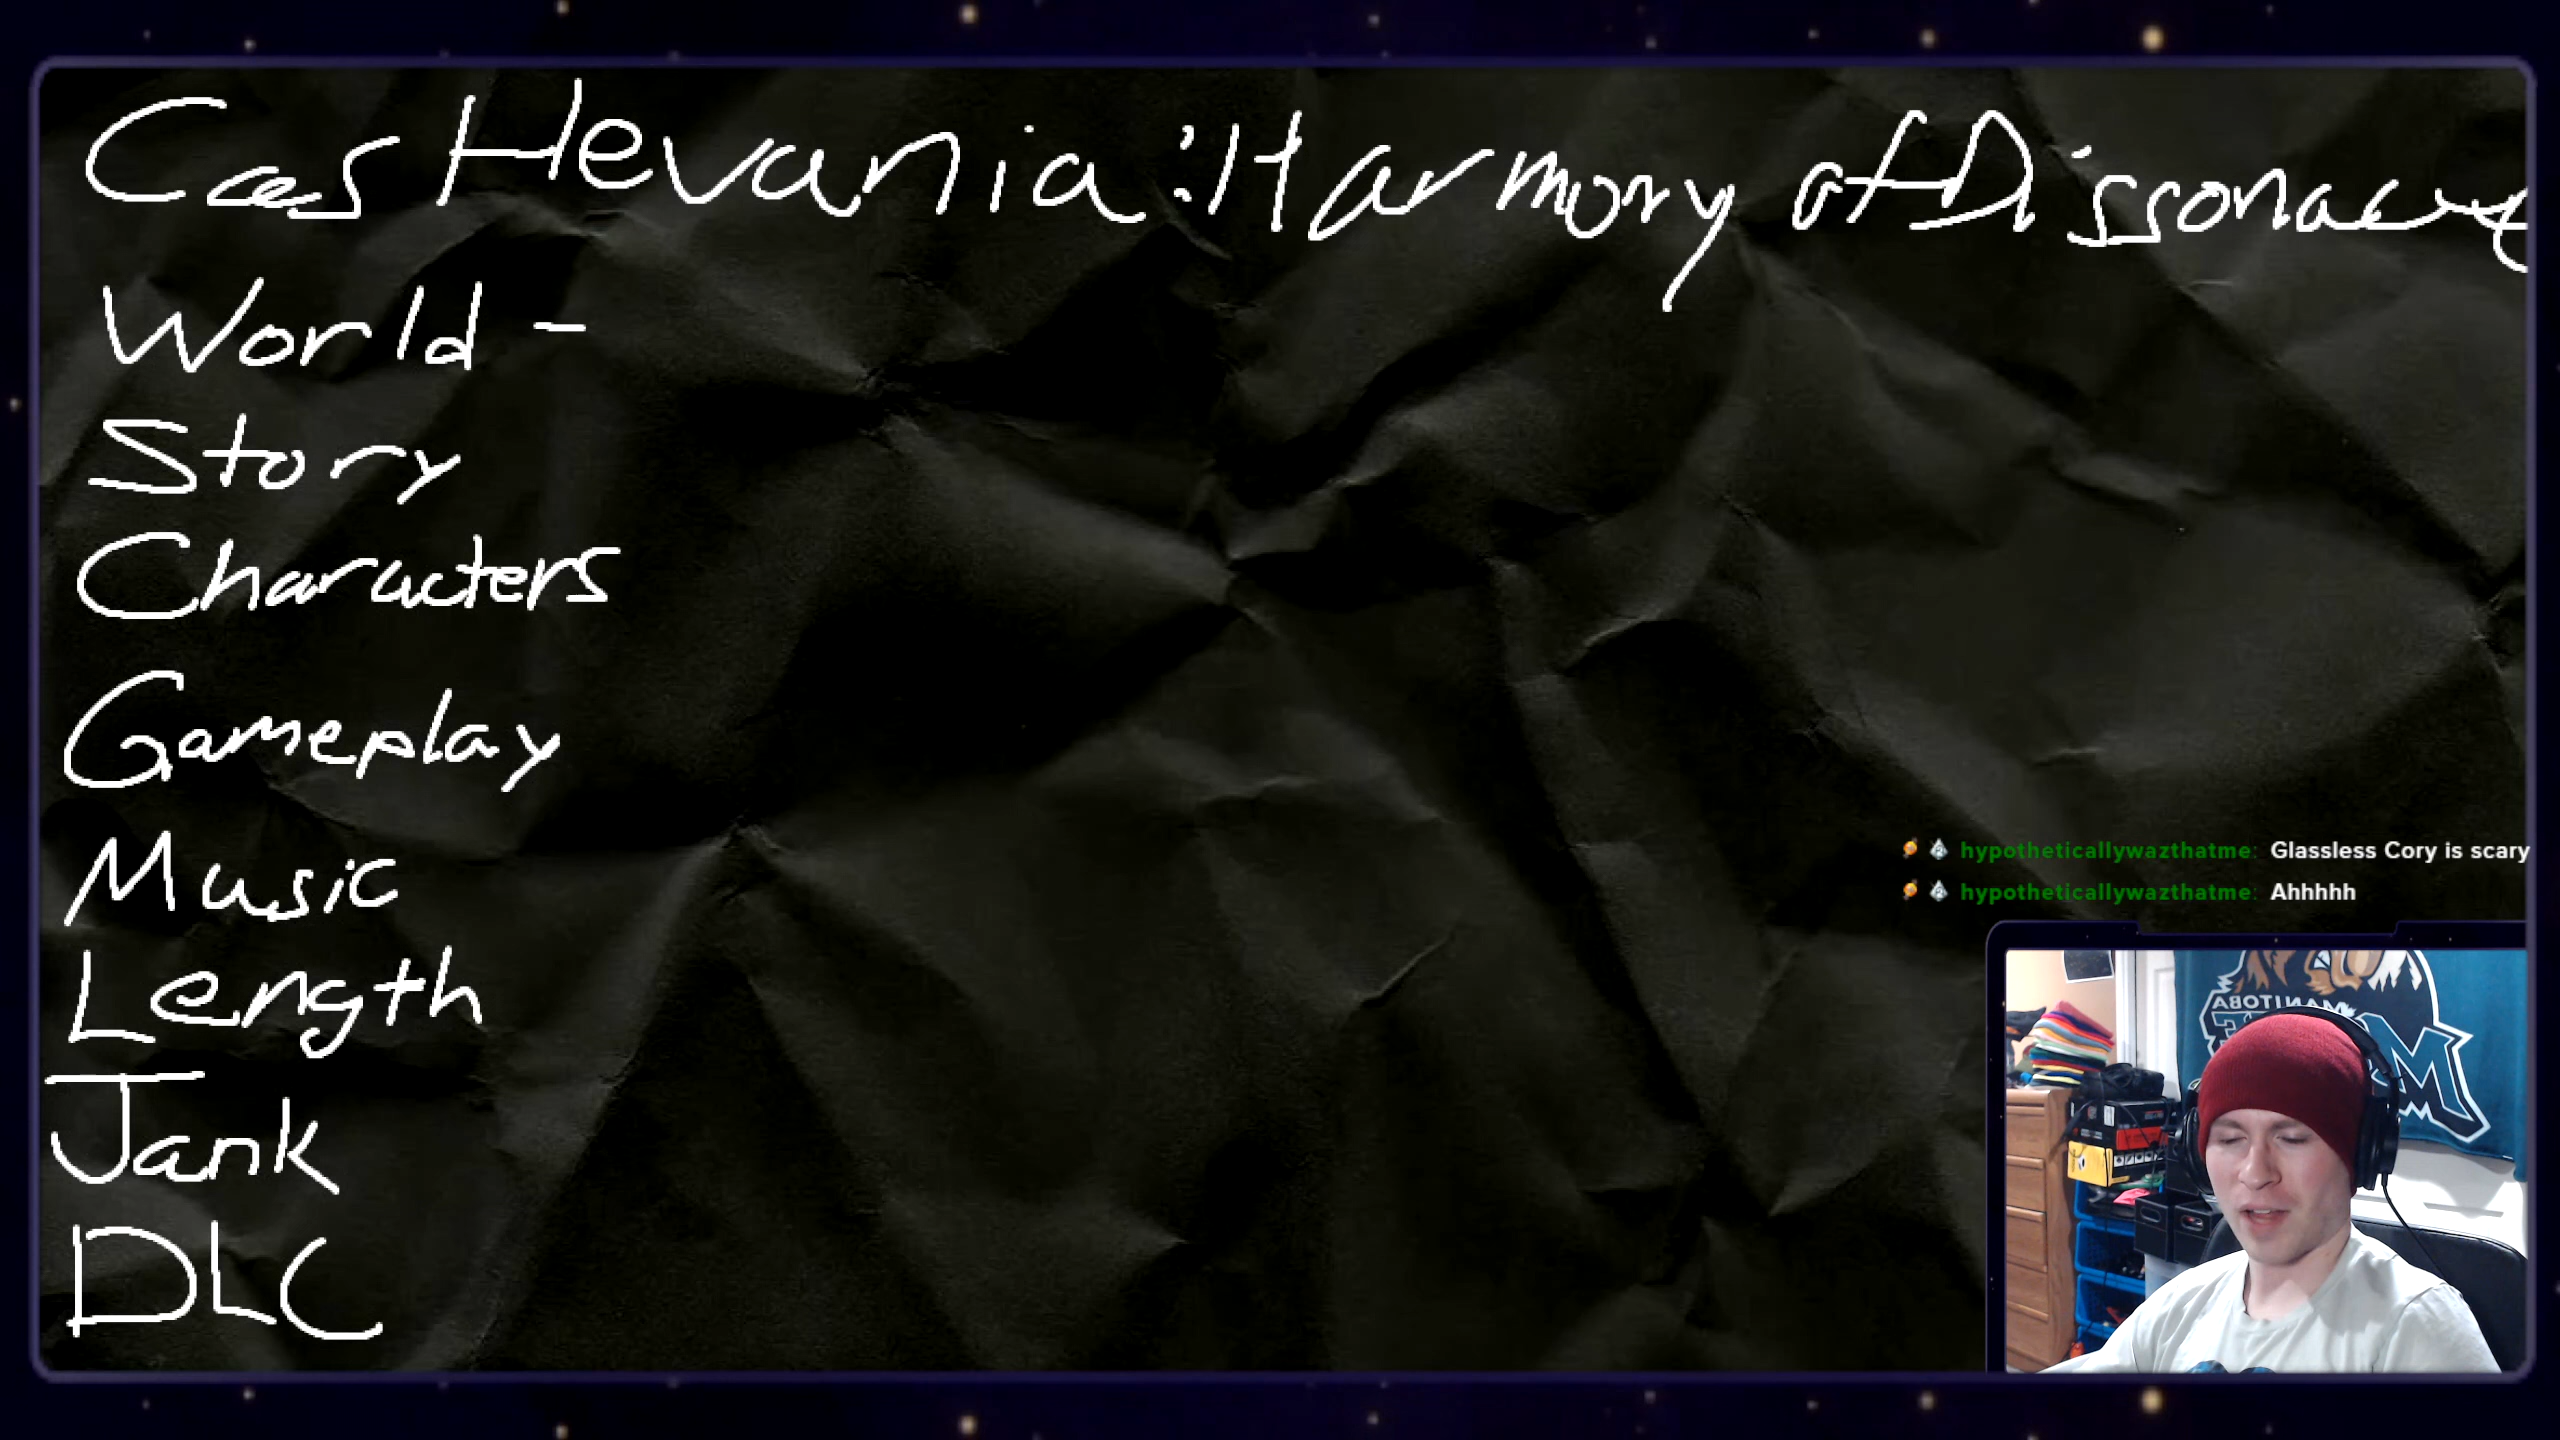 Castlevania: Harmony of Dissonance
World -
Story
Characters
Gameplay
Music
Length
Jank
DLC
hypotheticallywazthatme: Glassless Cory is scary
hypotheticallywazthatme: Ahhhhh
MANITOBA
M